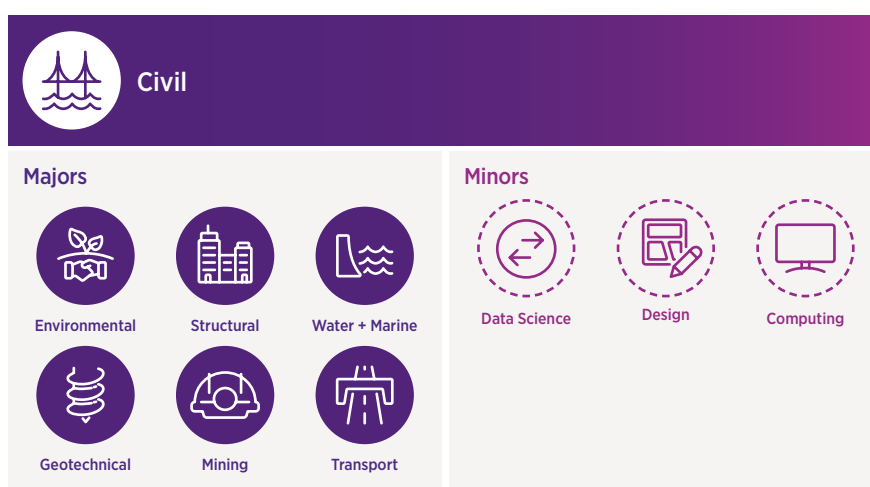 Civil
Majors
Environmental
Structural
Water + Marine
Geotechnical
Mining
Transport
Minors
Data Science
Design
Computing